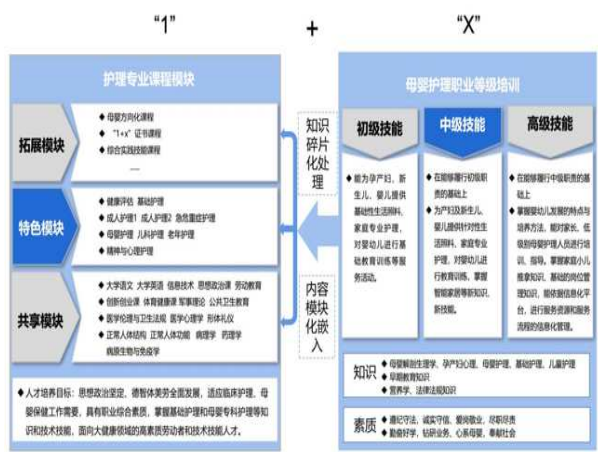 “1”
+
“X”
护理专业课程模块
拓展模块
◆ 母婴方向化课程
◆ “1+x”证书课程
◆ 综合实践技能课程
......
特色模块
◆ 健康评估 基础护理
◆ 成人护理1 成人护理2 急危重症护理
◆ 母婴护理 儿科护理 老年护理
◆ 精神与心理护理
共享模块
◆ 大学语文 大学英语 信息技术 思想政治课 劳动教育
◆ 创新创业课 体育健康课 军事理论 公共卫生教育
◆ 医学伦理与卫生法规 医学心理学 形体礼仪
◆ 正常人体结构 正常人体功能 病理学 药理学
病原生物与免疫学
◆ 人才培养目标：思想政治坚定、德智体美劳全面发展，适应临床护理、母
婴保健工作需要，具有职业综合素质，掌握基础护理和母婴专科护理等知
识和技术技能，面向大健康领域的高素质劳动者和技术技能人才。
知识
碎片
化处
理
内容
模块
化嵌
入
母婴护理职业等级培训
初级技能
◆ 能为孕产妇、新
生儿、婴儿提供
基础性生活照料、
家庭专业护理，
对婴幼儿进行基
础教育训练等服
务活动。
中级技能
◆ 在能够履行初级职
责的基础上
◆ 为产妇及新生儿、
婴儿提供针对性生
活照料、家庭专业
护理，对婴幼儿进
行教育训练，掌握
智能家居等新知识、
新技能。
高级技能
◆ 在能够履行中级职责的基
础上
◆ 掌握婴幼儿发展的特点与
培养方法，能对家长、低
级别母婴护理人员进行培
训、指导。掌握家庭小儿
推拿知识、基础的岗位管
理知识，能依据信息化平
台，进行服务资源和服务
流程的信息化管理。
知识
◆ 母婴解剖生理学、孕产妇心理、母婴护理、基础护理、儿童护理
◆ 早期教育知识
◆ 营养学、法律法规知识
素质
◆ 遵纪守法，诚实守信、爱岗敬业、尽职尽责
◆ 勤奋好学，钻研业务、心系母婴，奉献社会